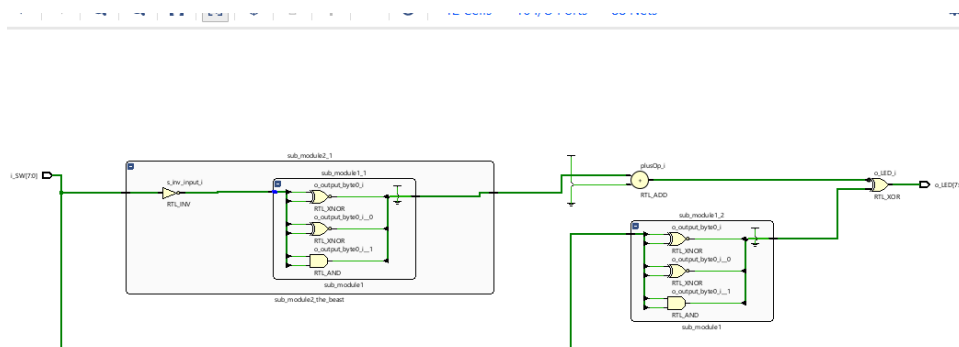 sub_module2_1
i_SW[7:0]
s_inv_input_i
RTL_INV
sub_module1_1
o_output_byte0_i
RTL_XNOR
o_output_byte0_i__0
RTL_XNOR
o_output_byte0_i__1
RTL_AND
sub_module1
sub_module2_the_beast
plusOp_i
+
RTL_ADD
sub_module1_2
o_output_byte0_i
RTL_XNOR
o_output_byte0_i__0
RTL_XNOR
o_output_byte0_i__1
RTL_AND
sub_module1
o_LED_i
RTL_XOR
o_LED[7: